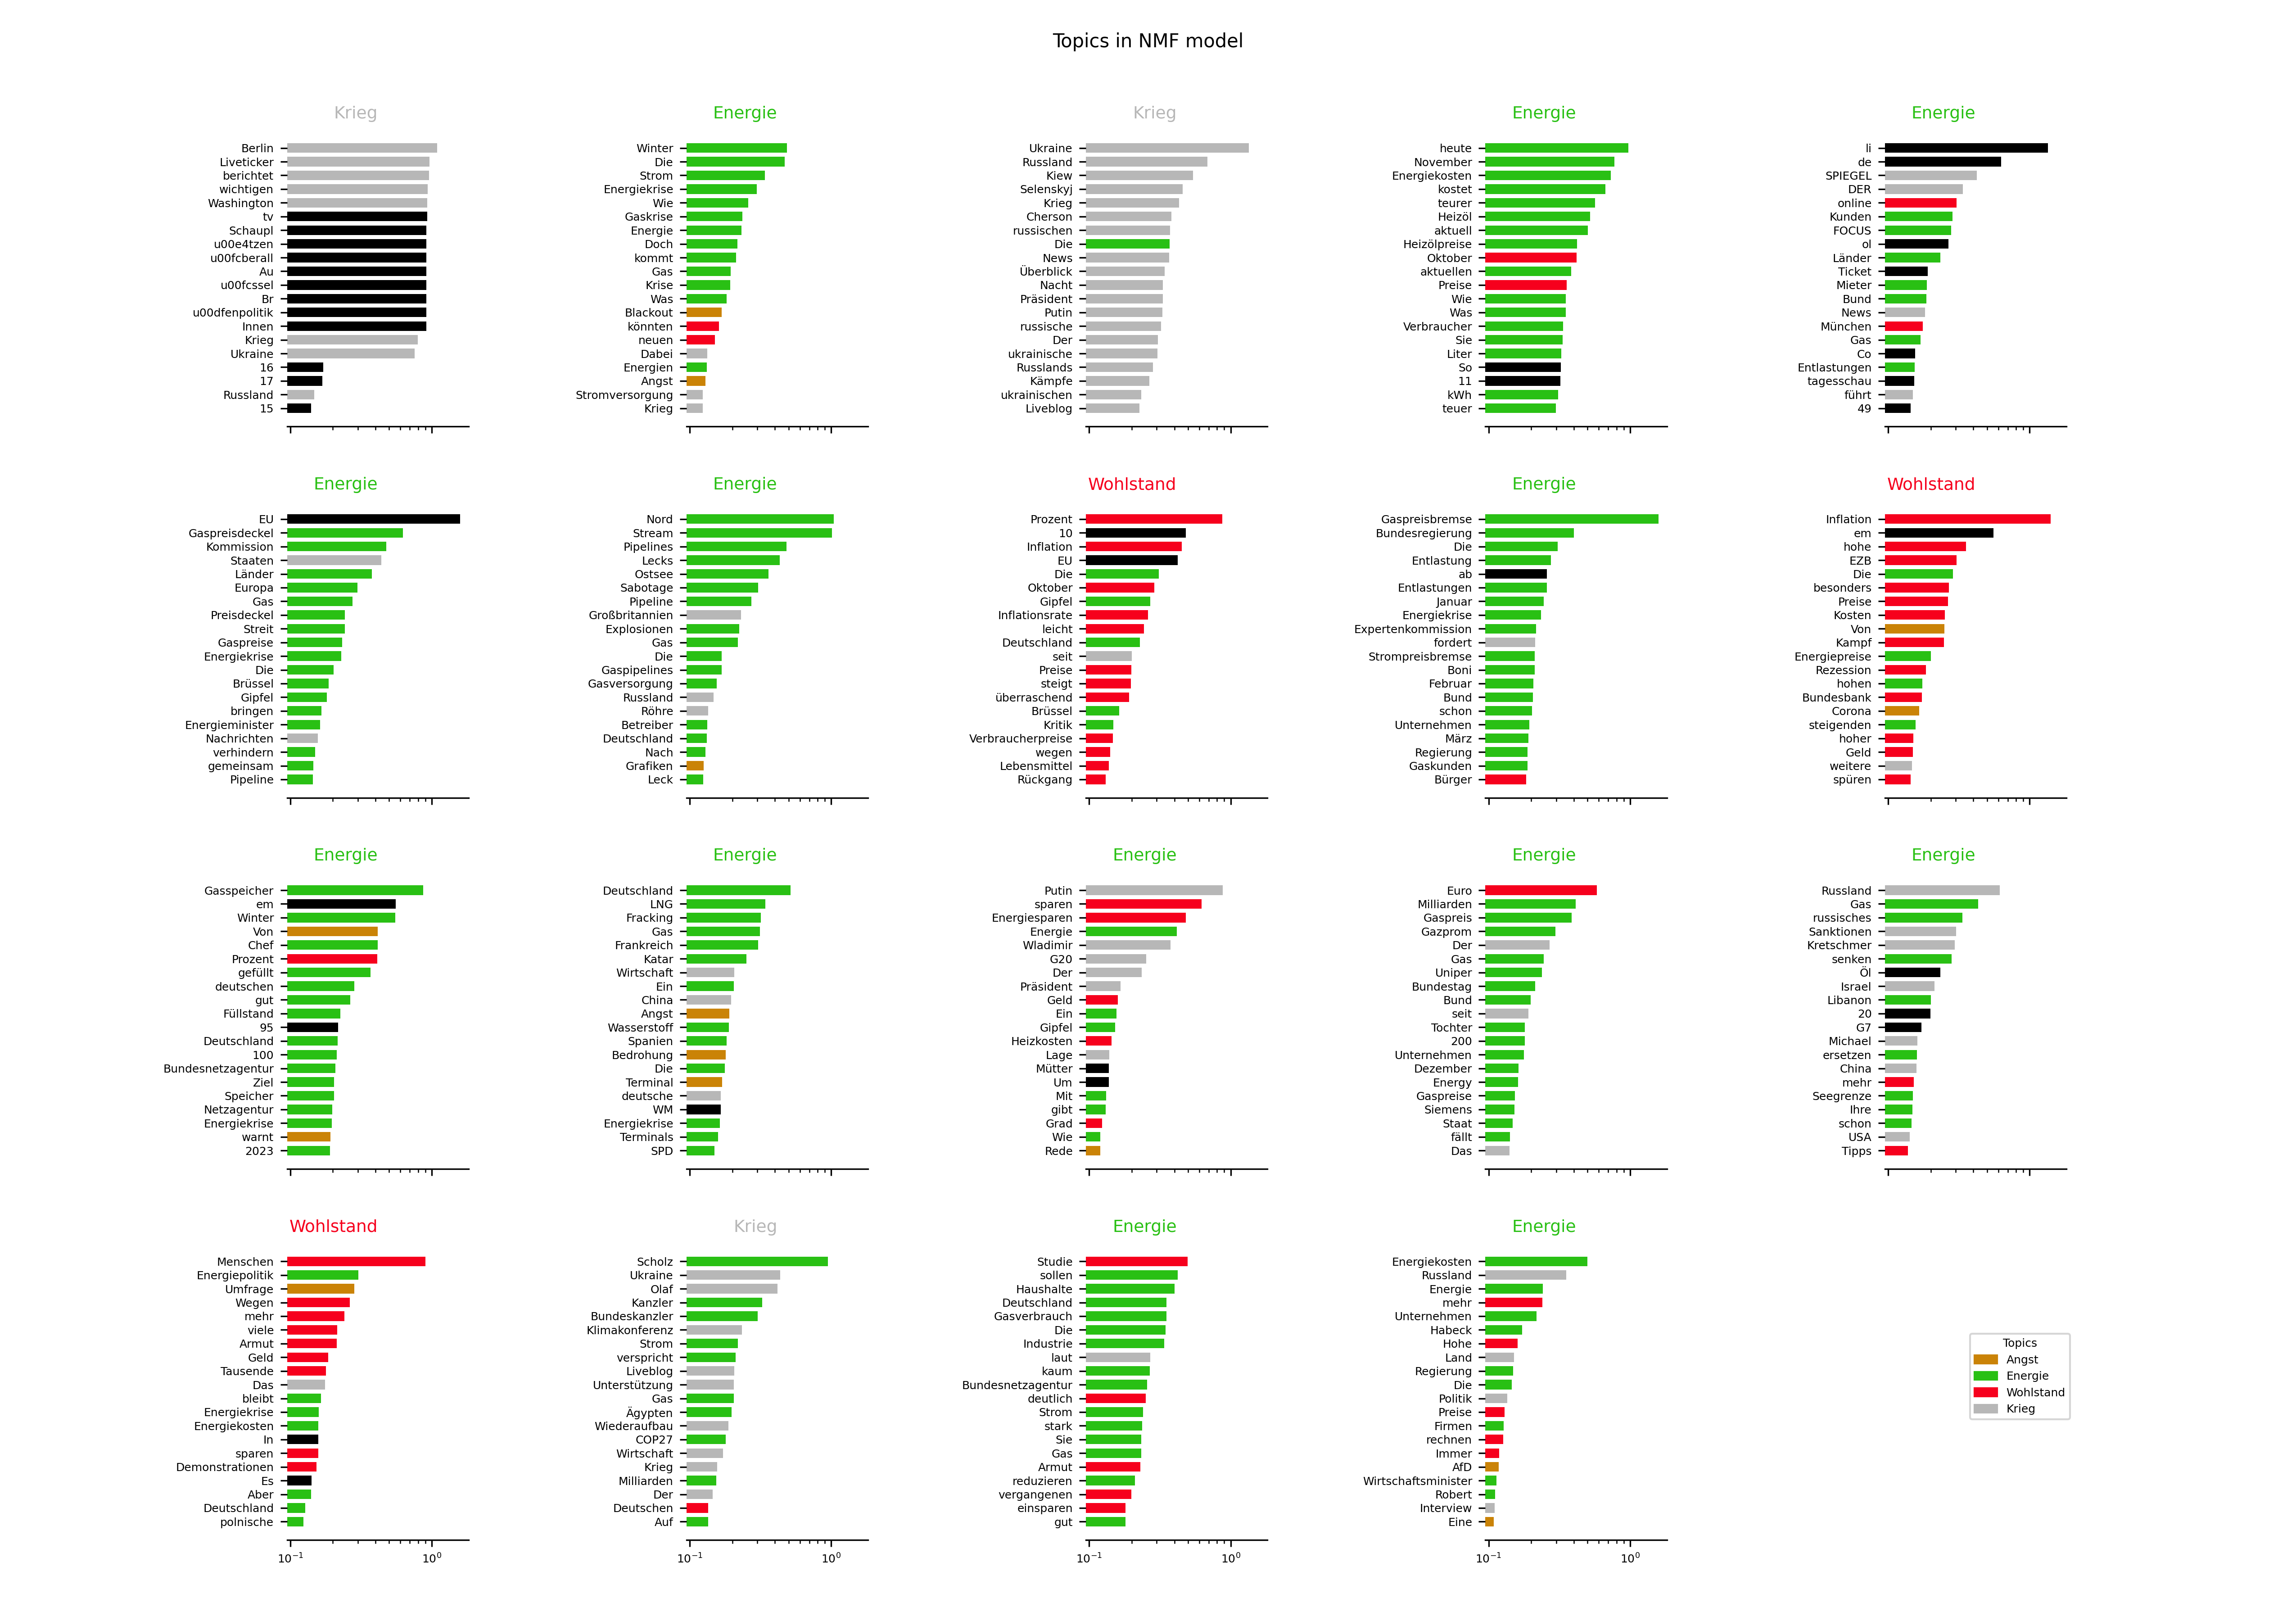 Topics in NMF model
Krieg
Berlin
Liveticker
berichtet
wichtigen
Washington
tv
Schaupl
u00e4tzen
u00fcberall
Au
u00fcssel
Br
u00dfenpolitik
Innen
Krieg
Ukraine
16
17
Russland
15
Energie
Winter
Die
Strom
Energiekrise
Wie
Gaskrise
Energie
Doch
kommt
Gas
Krise
Was
Blackout
könnten
neuen
Dabei
Energien
Angst
Stromversorgung
Krieg
Krieg
Ukraine
Russland
Kiew
Selenskyj
Krieg
Cherson
russischen
Die
News
Überblick
Nacht
Präsident
Putin
russische
Der
ukrainische
Russlands
Kämpfe
ukrainischen
Liveblog
Energie
heute
November
Energiekosten
kostet
teurer
Heizöl
aktuell
Heizölpreise
Oktober
aktuellen
Preise
Wie
Was
Verbraucher
Sie
Liter
So
11
kWh
teuer
Energie
li
de
SPIEGEL
DER
online
Kunden
FOCUS
ol
Länder
Ticket
Mieter
Bund
News
München
Gas
Co
Entlastungen
tagesschau
führt
49
Energie
EU
Gaspreisdeckel
Kommission
Staaten
Länder
Europa
Gas
Preisdeckel
Streit
Gaspreise
Energiekrise
Die
Brüssel
Gipfel
bringen
Energieminister
Nachrichten
verhindern
gemeinsam
Pipeline
Energie
Nord
Stream
Pipelines
Lecks
Ostsee
Sabotage
Pipeline
Großbritannien
Explosionen
Gas
Die
Gaspipelines
Gasversorgung
Russland
Röhre
Betreiber
Deutschland
Nach
Grafiken
Leck
Wohlstand
Prozent
10
Inflation
EU
Die
Oktober
Gipfel
Inflationsrate
leicht
Deutschland
seit
Preise
steigt
überraschend
Brüssel
Kritik
Verbraucherpreise
wegen
Lebensmittel
Rückgang
Energie
Gaspreisbremse
Bundesregierung
Die
Entlastung
ab
Entlastungen
Januar
Energiekrise
Expertenkommission
fordert
Strompreisbremse
Boni
Februar
Bund
schon
Unternehmen
März
Regierung
Gaskunden
Bürger
Wohlstand
Inflation
em
hohe
EZB
Die
besonders
Preise
Kosten
Von
Kampf
Energiepreise
Rezession
hohen
Bundesbank
Corona
steigenden
hoher
Geld
weitere
spüren
Energie
Gasspeicher
em
Winter
Von
Chef
Prozent
gefüllt
deutschen
gut
Füllstand
95
Deutschland
100
Bundesnetzagentur
Ziel
Speicher
Netzagentur
Energiekrise
warnt
2023
Energie
Deutschland
LNG
Fracking
Gas
Frankreich
Katar
Wirtschaft
Ein
China
Angst
Wasserstoff
Spanien
Bedrohung
Die
Terminal
deutsche
WM
Energiekrise
Terminals
SPD
Energie
Putin
sparen
Energiesparen
Energie
Wladimir
G20
Der
Präsident
Geld
Ein
Gipfel
Heizkosten
Lage
Mütter
Um
Mit
gibt
Grad
Wie
Rede
Energie
Euro
Milliarden
Gaspreis
Gazprom
Der
Gas
Uniper
Bundestag
Bund
seit
Tochter
200
Unternehmen
Dezember
Energy
Gaspreise
Siemens
Staat
fällt
Das
Energie
Russland
Gas
russisches
Sanktionen
Kretschmer
senken
Öl
Israel
Libanon
20
G7
Michael
ersetzen
China
mehr
Seegrenze
Ihre
schon
USA
Tipps
Wohlstand
Menschen
Energiepolitik
Umfrage
Wegen
mehr
viele
Armut
Geld
Tausende
Das
bleibt
Energiekrise
Energiekosten
In
sparen
Demonstrationen
Es
Aber
Deutschland
polnische
10⁻¹ 10⁰
Krieg
Scholz
Ukraine
Olaf
Kanzler
Bundeskanzler
Klimakonferenz
Strom
verspricht
Liveblog
Unterstützung
Gas
Ägypten
Wiederaufbau
COP27
Wirtschaft
Krieg
Milliarden
Der
Deutschen
Auf
10⁻¹ 10⁰
Energie
Studie
sollen
Haushalte
Deutschland
Gasverbrauch
Die
Industrie
laut
kaum
Bundesnetzagentur
deutlich
Strom
stark
Sie
Gas
Armut
reduzieren
vergangenen
einsparen
gut
10⁻¹ 10⁰
Energie
Energiekosten
Russland
Energie
mehr
Unternehmen
Habeck
Hohe
Land
Regierung
Die
Politik
Preise
Firmen
rechnen
Immer
AfD
Wirtschaftsminister
Robert
Interview
Eine
10⁻¹ 10⁰
Topics
Angst
Energie
Wohlstand
Krieg